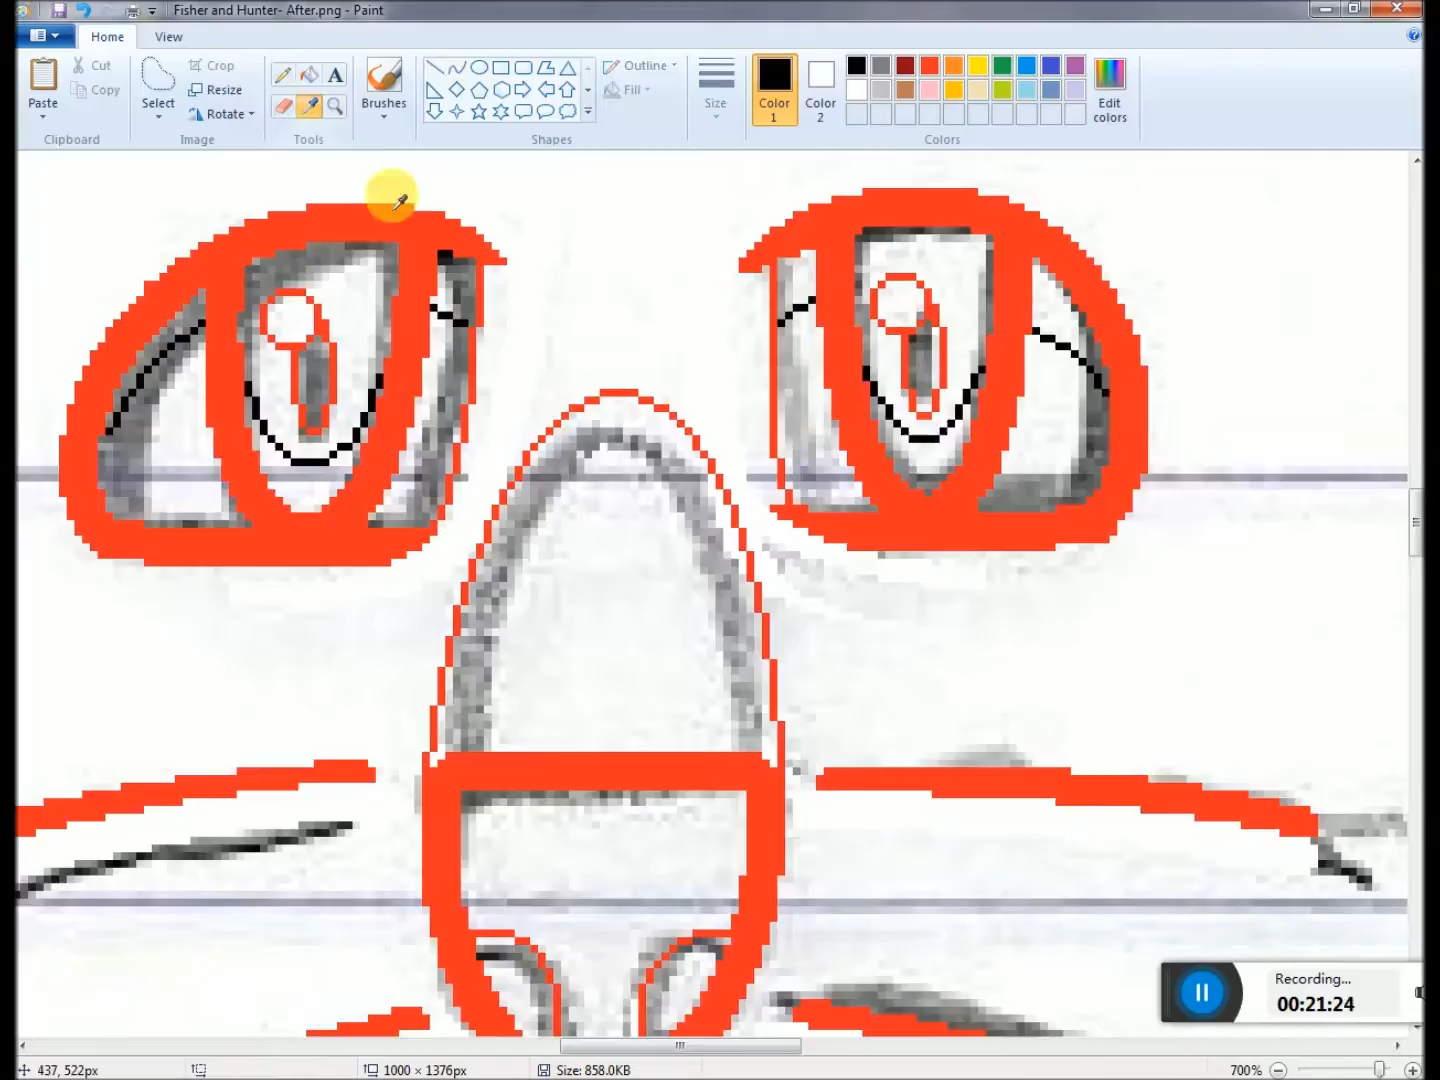 Fisher and Hunter- After.png - Paint
Home
View
Paste
Cut
Copy
Clipboard
Select
Crop
Resize
Rotate
Image
A
Tools
Brushes
Outline
Fill
Shapes
Size
Color 1
Color 2
Edit colors
Colors
Recording...
00:21:24
437, 522px
1000 × 1376px
Size: 858.0KB
700%